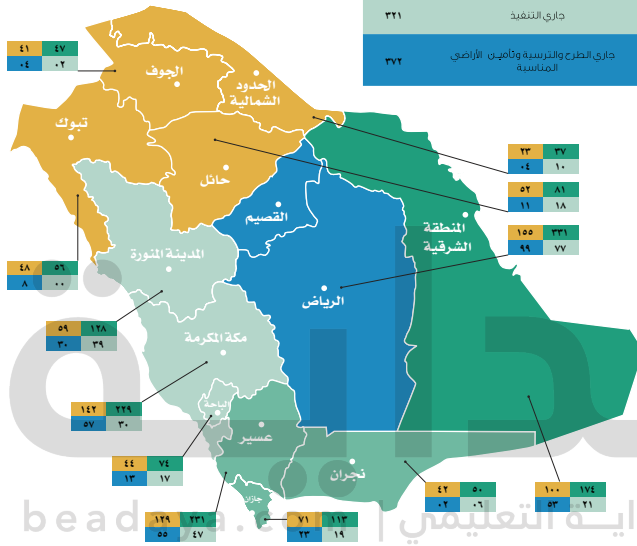 جاري التنفيذ ٣٢١
جاري الطرح والترسية وتأمين الأراضي
المناسبة ٣٧٢
٤١ ٤٧
٠٤ ٠٢
الجوف
الحدود
الشمالية
تبوك
حائل
٢٣ ٣٧
٠٤ ١٠
٥٢ ٨١
١١ ١٨
القصيم
المنطقة
الشرقية
١٥٥ ٣٣١
٩٩ ٧٧
المدينة المنورة
٤٨ ٥٦
٨ ٠٠
الرياض
٥٩ ١٢٨
٣٠ ٣٩
مكة المكرمة
١٤٢ ٢٢٩
٥٧ ٣٠
الباحة
عسير
٤٤ ٧٤
١٣ ١٧
نجران
جازان
٤٢ ٥٠
٠٢ ٠٦
١٠٠ ١٧٤
٥٣ ٢١
١٢٩ ٢٣١
٥٥ ٤٧
٧١ ١١٣
٢٣ ١٩
بداية
beadaya.com | بداية التعليمي